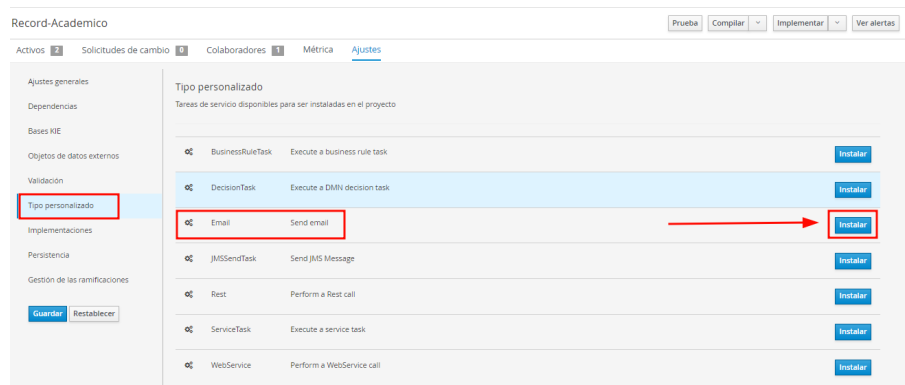 Record-Academico
Prueba Compilar Implementar Ver alertas
Activos 2 Solicitudes de cambio 0 Colaboradores 1 Métrica Ajustes
Ajustes generales
Dependencias
Bases KIE
Objetos de datos externos
Validación
Tipo personalizado
Implementaciones
Persistencia
Gestión de las ramificaciones
Guardar Restablecer
Tipo personalizado
Tareas de servicio disponibles para ser instaladas en el proyecto
BusinessRuleTask Execute a business rule task Instalar
DecisionTask Execute a DMN decision task Instalar
Email Send email Instalar
JMSSendTask Send JMS Message Instalar
Rest Perform a Rest call Instalar
ServiceTask Execute a service task Instalar
WebService Perform a WebService call Instalar